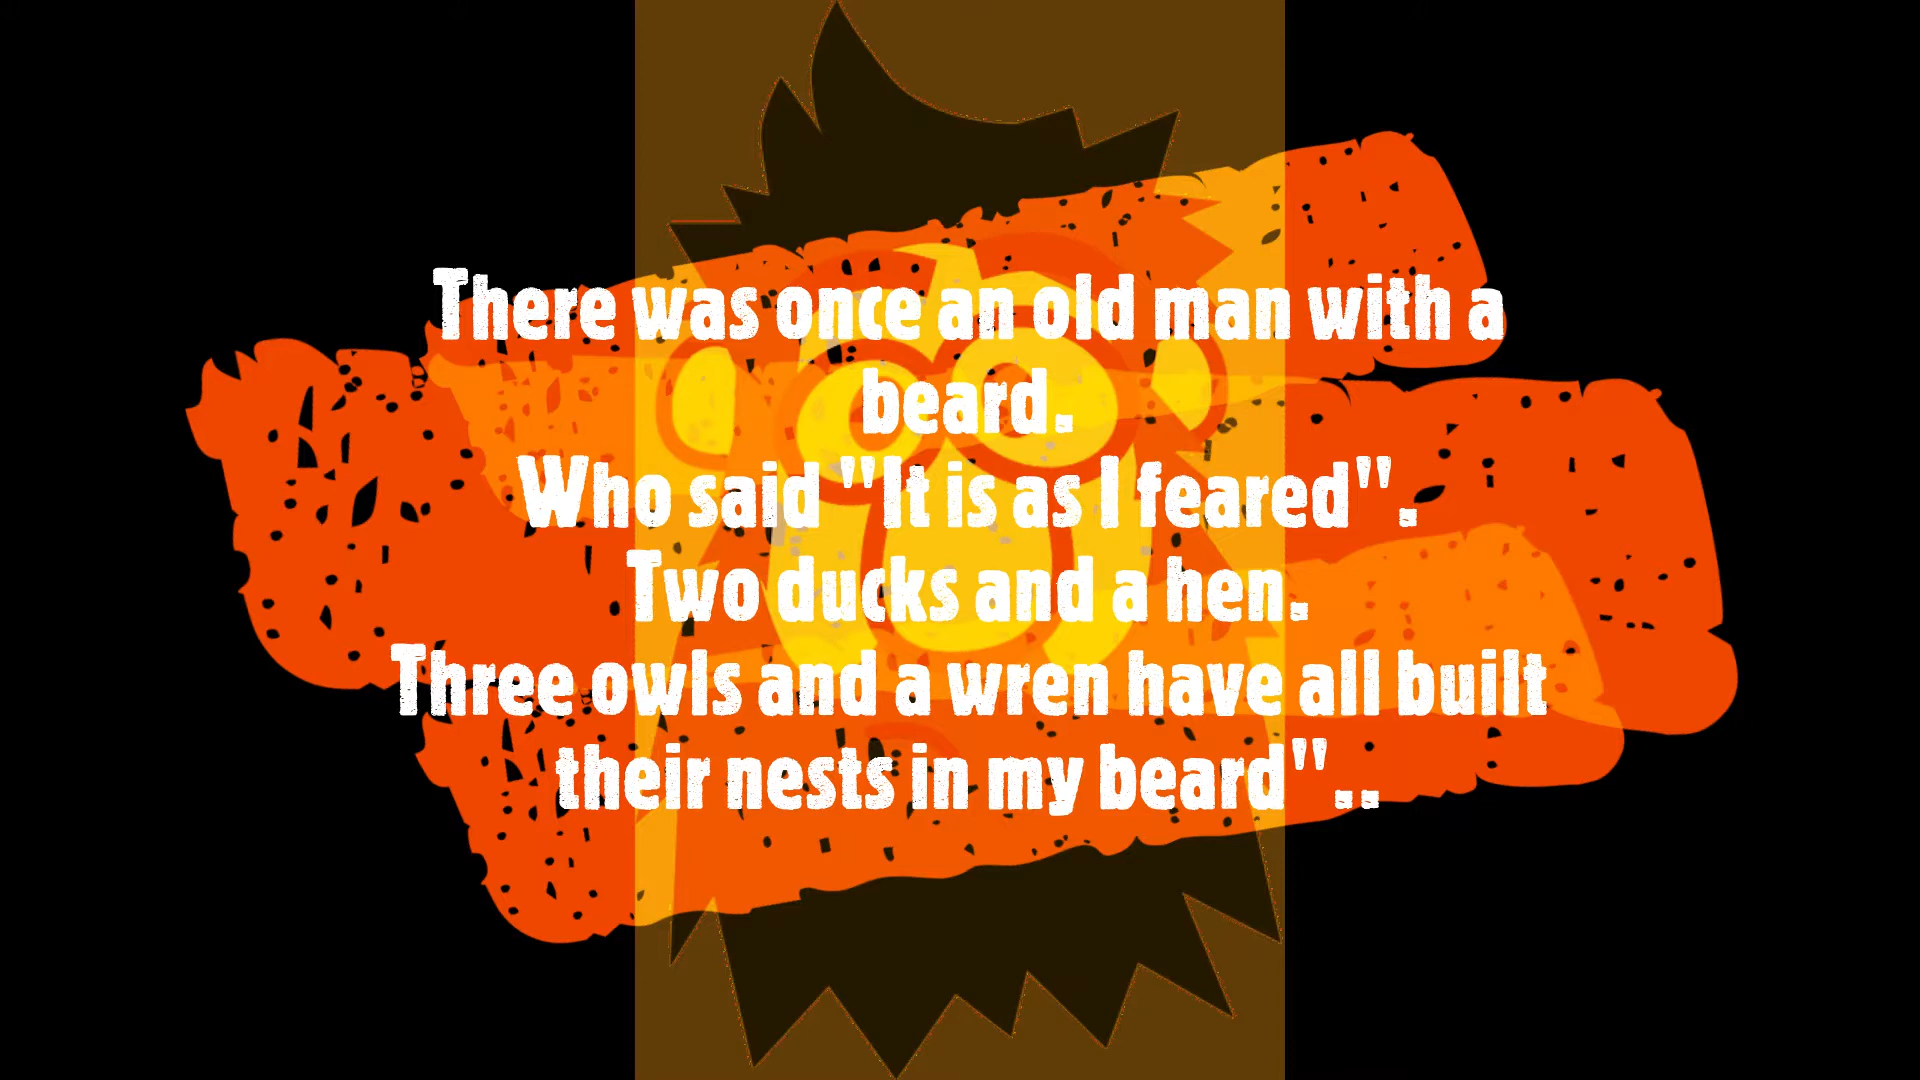 There was once an old man with a
beard.
Who said "It is as I feared".
Two ducks and a hen.
Three owls and a wren have all built
their nests in my beard"..